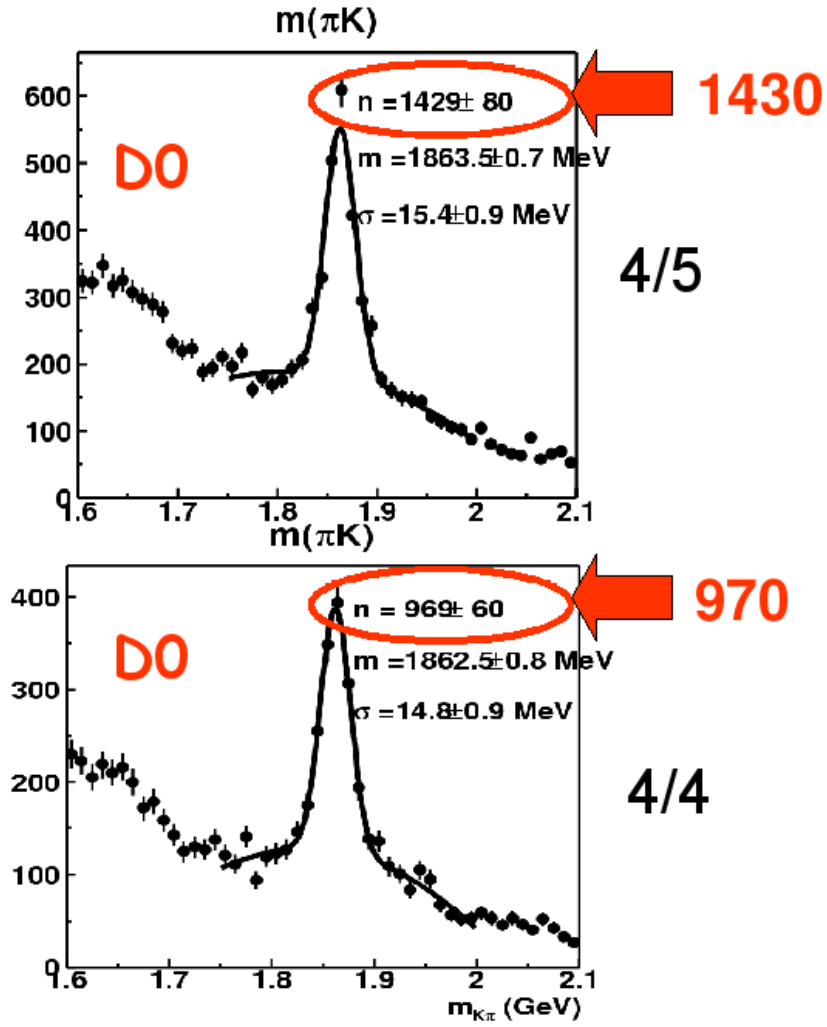 m(πK)
600
500
400
300
200
100
0
n =1429± 80
m =1863.5±0.7 MeV
σ =15.4±0.9 MeV
D0
1430
4/5
1.6
1.7
1.8
1.9
2
2.1
m(πK)
400
300
200
100
0
n = 969± 60
m =1862.5±0.8 MeV
σ =14.8±0.9 MeV
D0
970
4/4
1.6
1.7
1.8
1.9
2
2.1
m_Kπ (GeV)